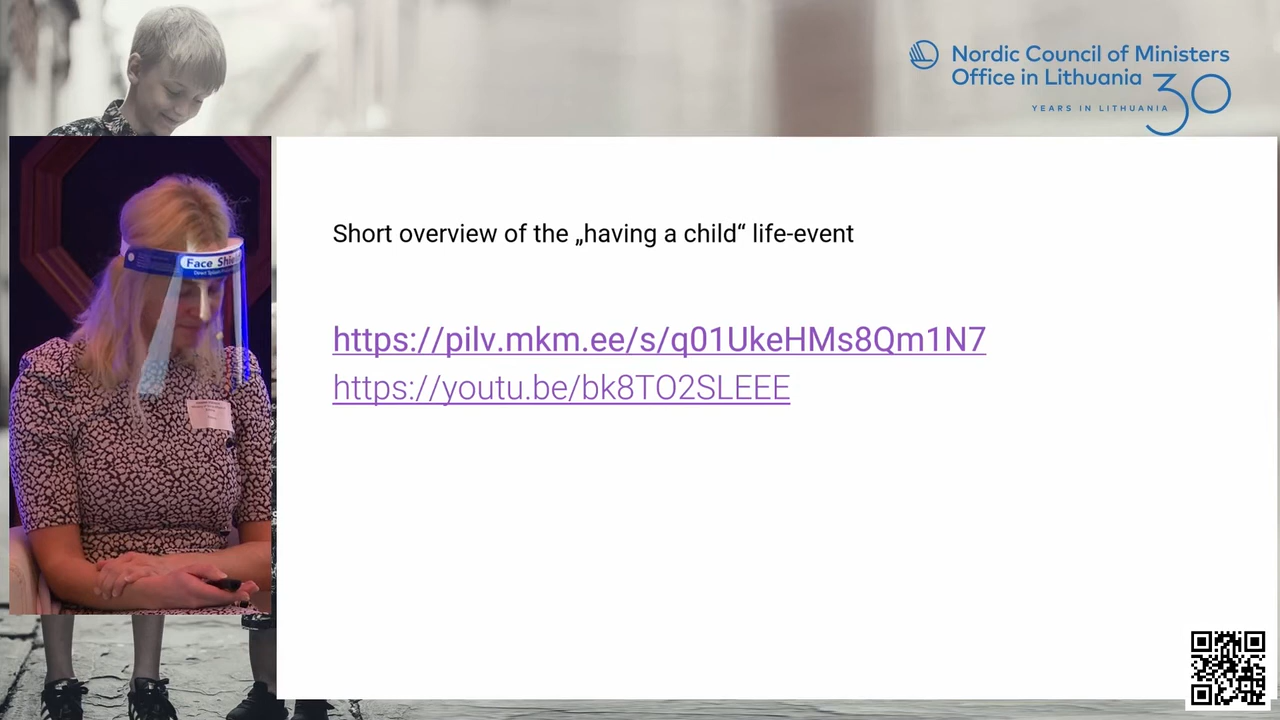 Nordic Council of Ministers
Office in Lithuania
30
YEARS IN LITHUANIA
Face Shi
Short overview of the „having a child“ life-event
https://pilv.mkm.ee/s/q01UkeHMs8Qm1N7
https://youtu.be/bk8TO2SLEEE